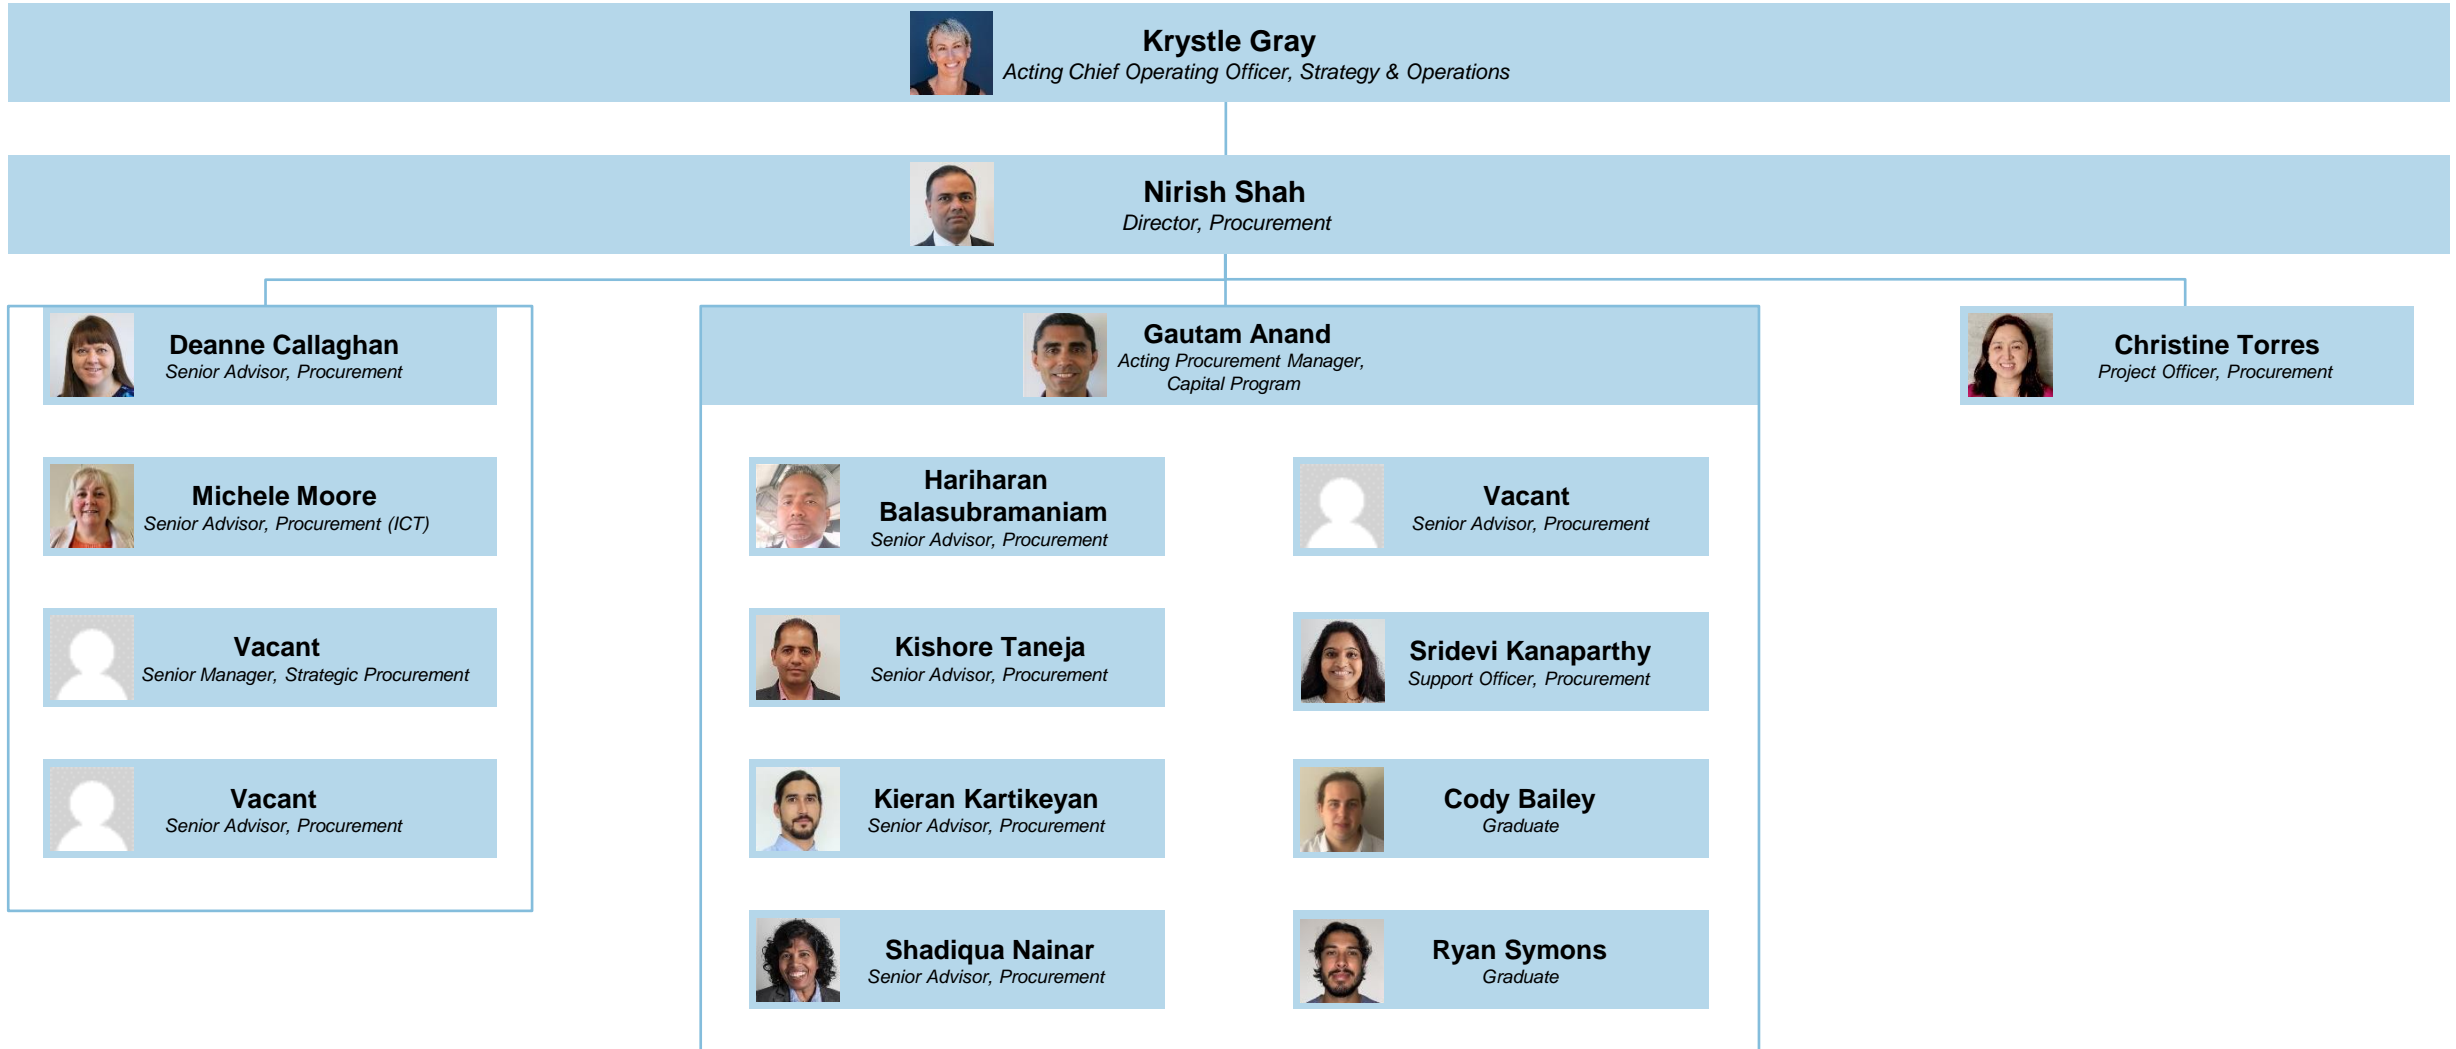 Krystle Gray
Acting Chief Operating Officer, Strategy & Operations
Nirish Shah
Director, Procurement
Deanne Callaghan
Senior Advisor, Procurement
Michele Moore
Senior Advisor, Procurement (ICT)
Vacant
Senior Manager, Strategic Procurement
Vacant
Senior Advisor, Procurement
Gautam Anand
Acting Procurement Manager,
Capital Program
Hariharan
Balasubramaniam
Senior Advisor, Procurement
Kishore Taneja
Senior Advisor, Procurement
Kieran Kartikeyan
Senior Advisor, Procurement
Shadiqua Nainar
Senior Advisor, Procurement
Vacant
Senior Advisor, Procurement
Sridevi Kanaparthy
Support Officer, Procurement
Cody Bailey
Graduate
Ryan Symons
Graduate
Christine Torres
Project Officer, Procurement